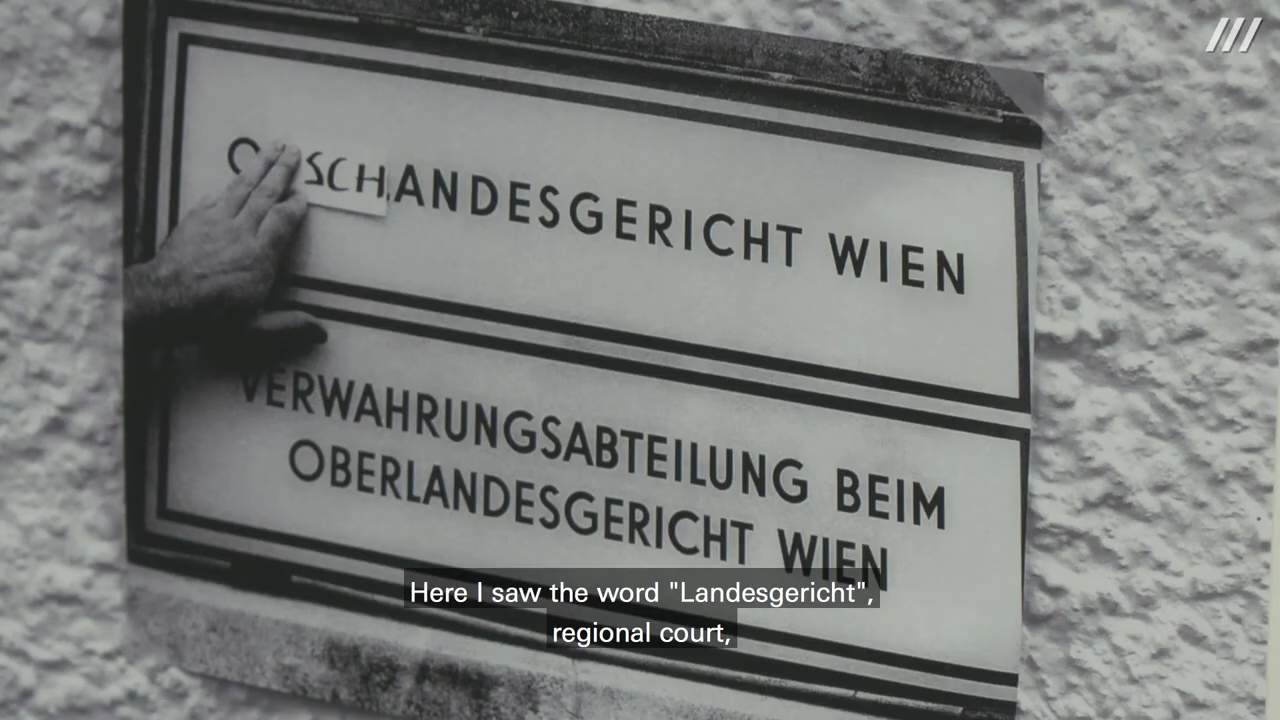 O SCHANDESGERICHT WIEN
VERWAHRUNGSABTEILUNG BEIM
OBERLANDESGERICHT WIEN
Here I saw the word "Landesgericht",
regional court,